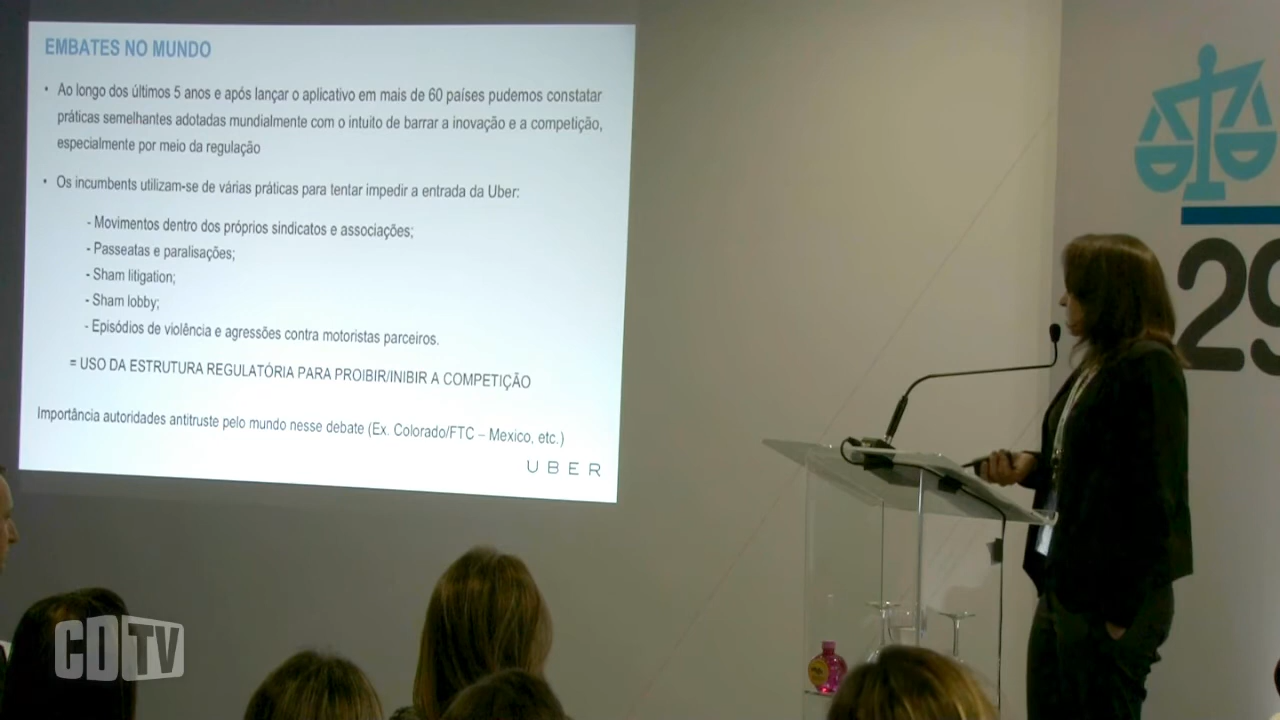 EMBATES NO MUNDO
• Ao longo dos últimos 5 anos e após lançar o aplicativo em mais de 60 países pudemos constatar
práticas semelhantes adotadas mundialmente com o intuito de barrar a inovação e a competição,
especialmente por meio da regulação
• Os incumbents utilizam-se de várias práticas para tentar impedir a entrada da Uber:
- Movimentos dentro dos próprios sindicatos e associações;
- Passeatas e paralisações;
- Sham litigation;
- Sham lobby;
- Episódios de violência e agressões contra motoristas parceiros.
= USO DA ESTRUTURA REGULATÓRIA PARA PROIBIR/INIBIR A COMPETIÇÃO
Importância autoridades antitruste pelo mundo nesse debate (Ex. Colorado/FTC – Mexico, etc.)
UBER
29
CDTV